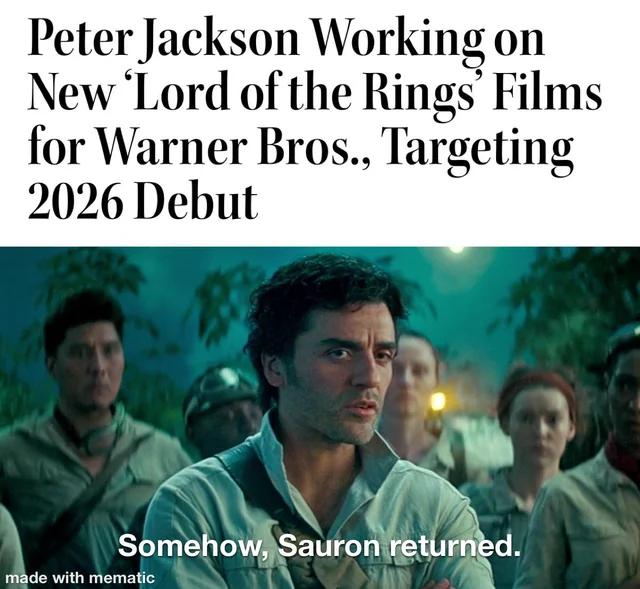 Peter Jackson Working on
New ‘Lord of the Rings’ Films
for Warner Bros., Targeting
2026 Debut
Somehow, Sauron returned.
made with mematic